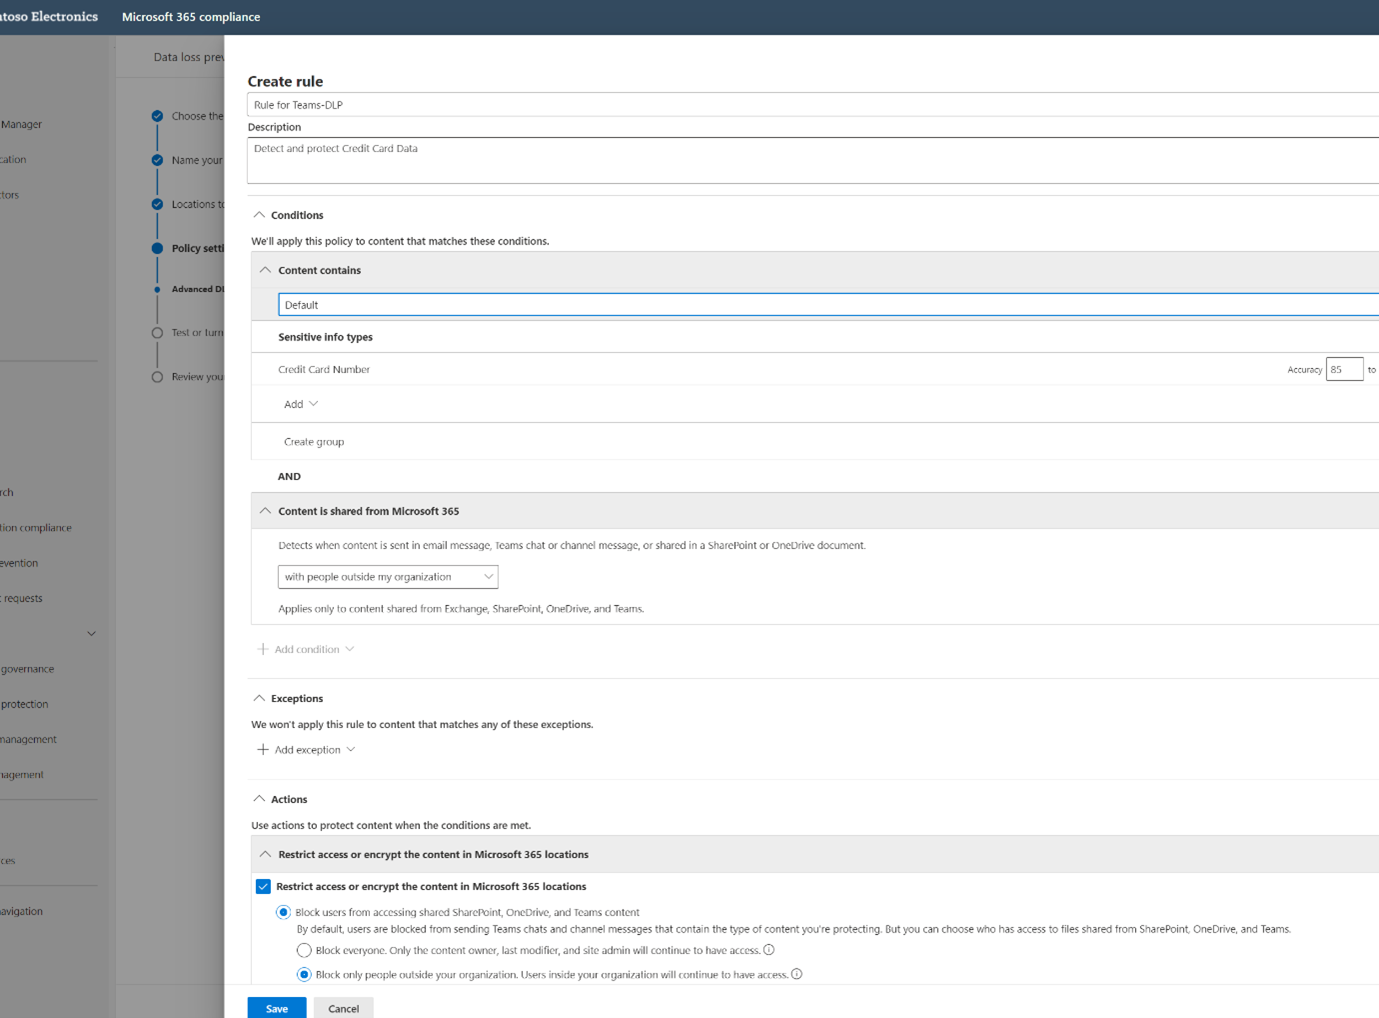 toso Electronics
Microsoft 365 compliance
Manager
cation
ctors
rch
tion compliance
evention
t requests
governance
protection
management
nagement
ces
navigation
Data loss prev
Choose the
Name your
Locations to
Policy setti
Advanced DL
Test or turn
Review you
Create rule
Rule for Teams-DLP
Description
Detect and protect Credit Card Data
Conditions
We'll apply this policy to content that matches these conditions.
Content contains
Default
Sensitive info types
Credit Card Number
Accuracy 85 to
Add
Create group
AND
Content is shared from Microsoft 365
Detects when content is sent in email message, Teams chat or channel message, or shared in a SharePoint or OneDrive document.
with people outside my organization
Applies only to content shared from Exchange, SharePoint, OneDrive, and Teams.
Add condition
Exceptions
We won't apply this rule to content that matches any of these exceptions.
Add exception
Actions
Use actions to protect content when the conditions are met.
Restrict access or encrypt the content in Microsoft 365 locations
Restrict access or encrypt the content in Microsoft 365 locations
Block users from accessing shared SharePoint, OneDrive, and Teams content
By default, users are blocked from sending Teams chats and channel messages that contain the type of content you're protecting. But you can choose who has access to files shared from SharePoint, OneDrive, and Teams.
Block everyone. Only the content owner, last modifier, and site admin will continue to have access.
Block only people outside your organization. Users inside your organization will continue to have access.
Save
Cancel